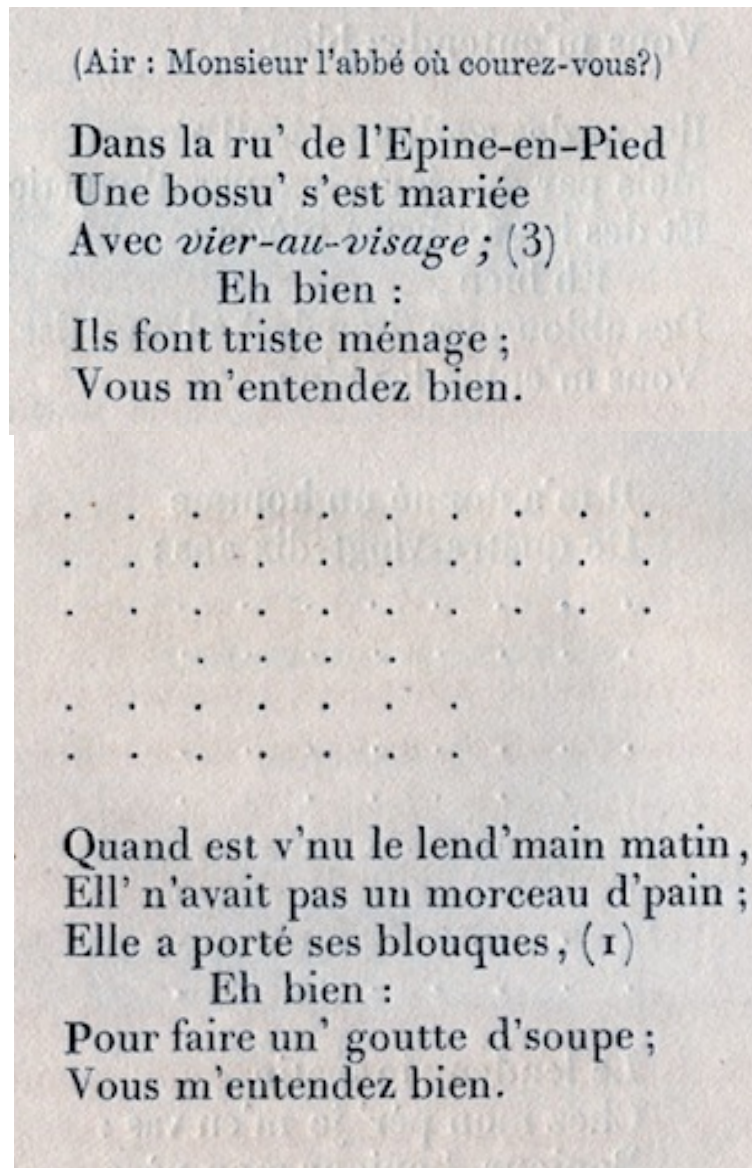 (Air : Monsieur l'abbé où courez-vous?)
Dans la ru' de l'Epine-en-Pied
Une bossu' s'est mariée
Avec vier-au-visage ; (3)
Eh bien :
Ils font triste ménage ;
Vous m'entendez bien.
. . . . . . . . . .
. . . . . . . . . .
. . . . . . . . . .
. . . .
. . . . . . .
. . . . . . .
Quand est v'nu le lend'main matin,
Ell' n'avait pas un morceau d'pain ;
Elle a porté ses blouques, (1)
Eh bien :
Pour faire un' goutte d'soupe ;
Vous m'entendez bien.